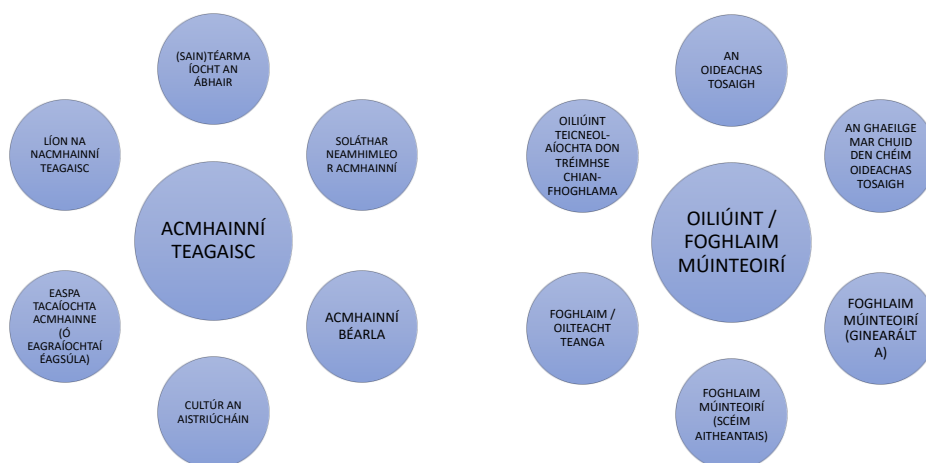 (SAIN)TÉARMA
ÍOCHT AN
ÁBHAIR
SOLÁTHAR
NEAMHIMLEO
R ACMHAINNÍ
ACMHAINNÍ
BÉARLA
CULTÚR AN
AISTRIÚCHÁIN
EASPA
TACAÍOCHTA
ACMHAINNE
(Ó
EAGRAÍOCHTAÍ
ÉAGSÚLA)
LÍON NA
NACMHAINNÍ
TEAGAISC
ACMHAINNÍ
TEAGAISC
AN
OIDEACHAS
TOSAIGH
AN GHAEILGE
MAR CHUID
DEN CHÉIM
OIDEACHAS
TOSAIGH
FOGHLAIM
MÚINTEOIRÍ
(GINEARÁLT
A)
FOGHLAIM
MÚINTEOIRÍ
(SCÉIM
AITHEANTAIS)
FOGHLAIM /
OILTEACHT
TEANGA
OILIÚINT
TEICNEOL-
AÍOCHTA DON
TRÉIMHSE
CHIAN-
FHOGHLAMA
OILIÚINT /
FOGHLAIM
MÚINTEOIRÍ